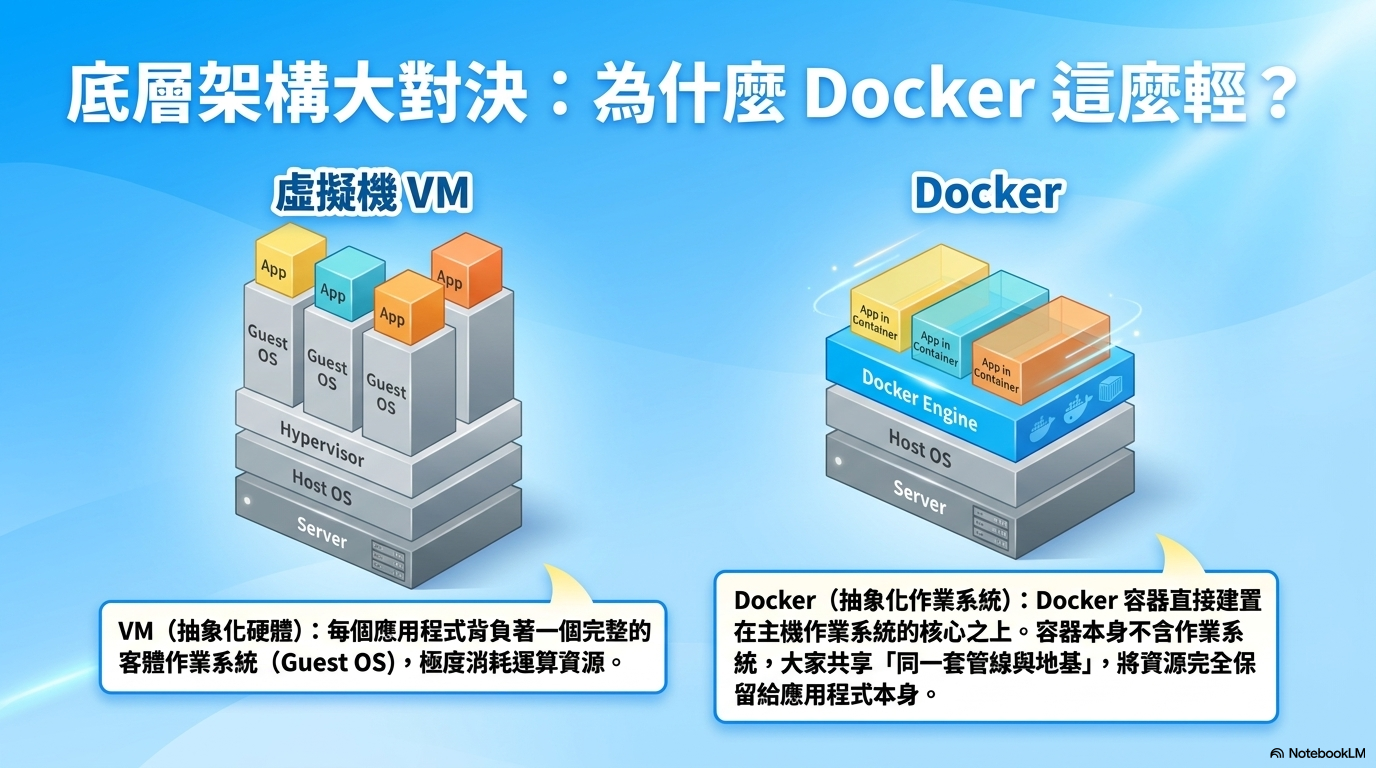 底層架構大對決：為什麼 Docker 這麼輕？
虛擬機 VM
App
App
App
App
Guest
OS
Guest
OS
Guest
OS
Hypervisor
Host OS
Server
VM（抽象化硬體）：每個應用程式背負著一個完整的
客體作業系統（Guest OS），極度消耗運算資源。
Docker
App in
Container
App in
Container
App in
Container
Docker Engine
Host OS
Server
Docker（抽象化作業系統）：Docker 容器直接建置
在主機作業系統的核心之上。容器本身不含作業系
統，大家共享「同一套管線與地基」，將資源完全保
留給應用程式本身。
NotebookLM